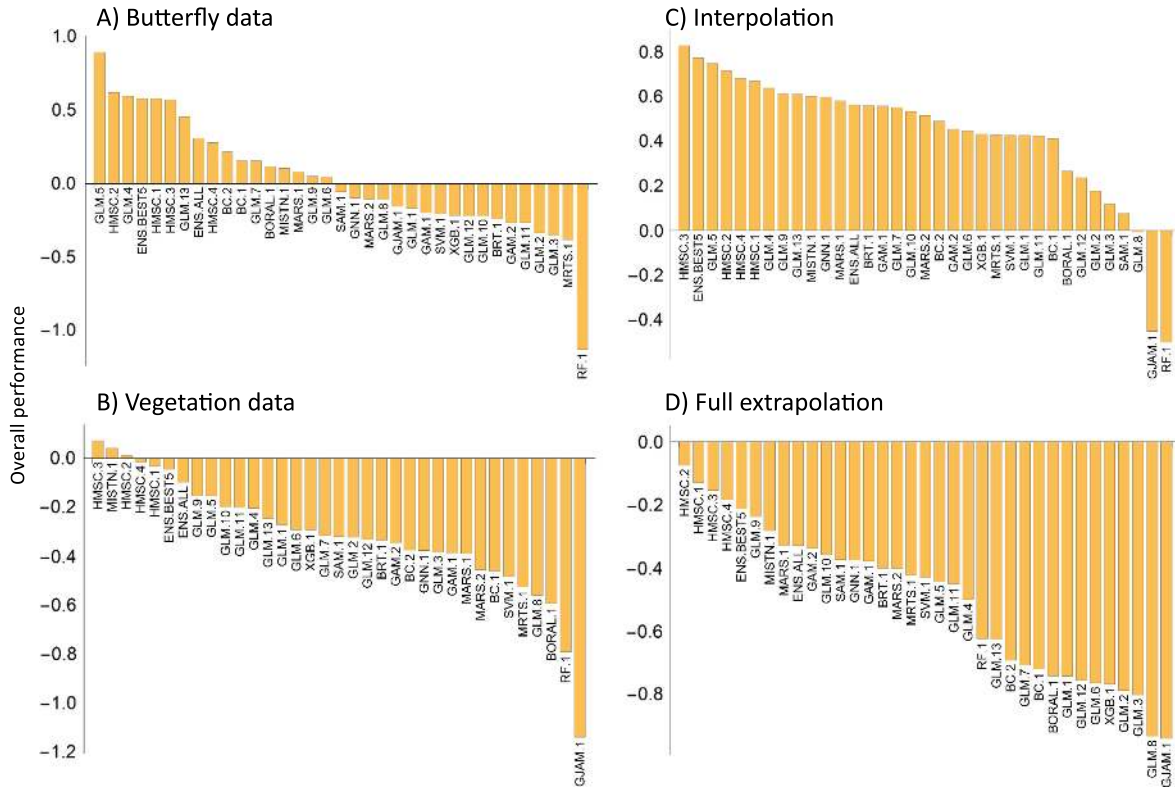 A) Butterfly data
1.0
0.5
0.0
−0.5
−1.0
GLM.5
HMSC.2
GLM.4
ENS.BEST5
HMSC.1
HMSC.3
GLM.13
ENS.ALL
HMSC.4
BC.2
BC.1
GLM.7
BORAL.1
MISTN.1
MARS.1
GLM.9
GLM.6
SAM.1
GNN.1
MARS.2
GLM.8
GJAM.1
GLM.1
GAM.1
SVM.1
XGB.1
GLM.12
GLM.10
BRT.1
GAM.2
GLM.11
GLM.2
GLM.3
MRTS.1
RF.1
C) Interpolation
0.8
0.6
0.4
0.2
0.0
−0.2
−0.4
HMSC.3
ENS.BEST5
GLM.5
HMSC.2
HMSC.4
HMSC.1
GLM.4
GLM.9
GLM.13
MISTN.1
GNN.1
MARS.1
ENS.ALL
BRT.1
GAM.1
GLM.7
GLM.10
MARS.2
BC.2
GAM.2
GLM.6
XGB.1
MRTS.1
SVM.1
GLM.1
GLM.11
BC.1
BORAL.1
GLM.12
GLM.2
GLM.3
SAM.1
GLM.8
GJAM.1
RF.1
Overall performance
B) Vegetation data
0.0
−0.2
−0.4
−0.6
−0.8
−1.0
−1.2
HMSC.3
MISTN.1
HMSC.2
HMSC.4
HMSC.1
ENS.BEST5
ENS.ALL
GLM.9
GLM.5
GLM.10
GLM.11
GLM.4
GLM.13
GLM.1
GLM.6
XGB.1
GLM.7
SAM.1
GLM.2
GLM.12
BRT.1
GAM.2
BC.2
GNN.1
GLM.3
GAM.1
MARS.1
MARS.2
BC.1
SVM.1
MRTS.1
GLM.8
BORAL.1
RF.1
GJAM.1
D) Full extrapolation
0.0
−0.2
−0.4
−0.6
−0.8
HMSC.2
HMSC.1
HMSC.3
HMSC.4
ENS.BEST5
GLM.9
MISTN.1
MARS.1
ENS.ALL
GAM.2
GLM.10
SAM.1
GNN.1
GAM.1
BRT.1
MARS.2
MRTS.1
SVM.1
GLM.5
GLM.11
GLM.4
RF.1
GLM.13
BC.2
GLM.7
BC.1
BORAL.1
GLM.1
GLM.12
GLM.6
XGB.1
GLM.2
GLM.3
GLM.8
GJAM.1